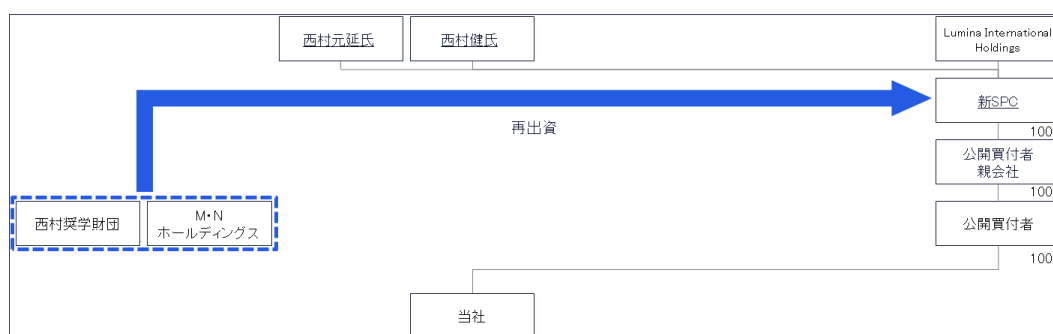 西村元延氏
西村健氏
Lumina International
Holdings
新SPC
再出資
100
公開買付者
親会社
100
西村奨学財団
M・N
ホールディングス
公開買付者
100
当社